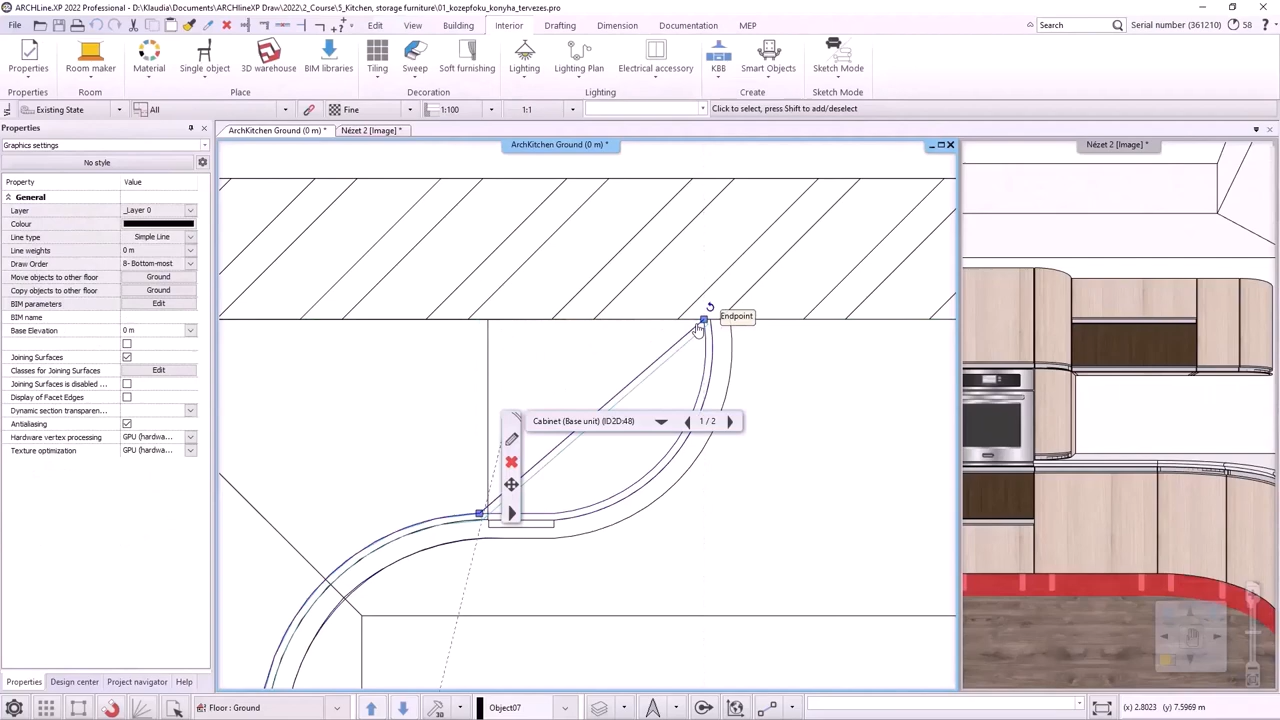 ARCHLine.XP 2022 Professional - D:\Klaudia\Documents\ARCHlineXP Draw\2022\2_Course\5_Kitchen, storage furniture\01_kozepfoku_konyha_tervezes.pro
File
Edit View Building Interior Drafting Dimension Documentation MEP
Search
Serial number (361210)
58
Properties Room maker Material Single object 3D warehouse BIM libraries Tiling Sweep Soft furnishing Lighting Lighting Plan Electrical accessory KBB Smart Objects Sketch Mode
Properties Room Place Decoration Lighting Create Sketch Mode
Existing State All Fine 1:100 1:1 Click to select, press Shift to add/deselect
Properties
ArchKitchen Ground (0 m) * Nézet 2 [Image] *
Graphics settings
ArchKitchen Ground (0 m) *
Nézet 2 [Image] *
No style
Property Value
General
Layer _Layer 0
Colour
Line type Simple Line
Line weights 0 m
Draw Order 8- Bottom-most
Move objects to other floor Ground
Copy objects to other floor Ground
BIM parameters Edit
BIM name
Base Elevation 0 m
Joining Surfaces
Classes for Joining Surfaces Edit
Joining Surfaces is disabled ...
Display of Facet Edges
Dynamic section transparen...
Antialiasing
Hardware vertex processing GPU (hardwa...
Texture optimization GPU (hardwa...
Endpoint
Cabinet (Base unit) (ID2D:48) 1 / 2
Properties Design center Project navigator Help
Floor : Ground
Object07
(x) 2.8023 (y) 7.5969 m